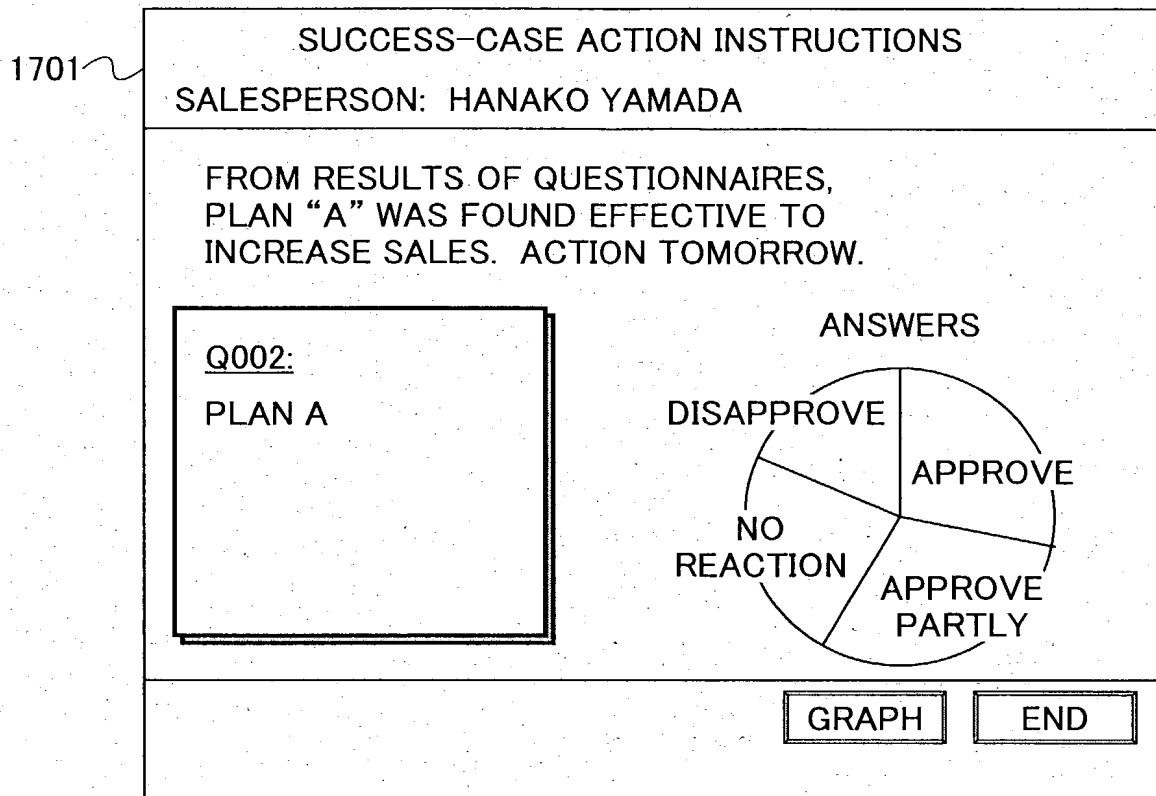 SUCCESS-CASE ACTION INSTRUCTIONS
1701
SALESPERSON: HANAKO YAMADA
FROM RESULTS OF QUESTIONNAIRES,
PLAN “A” WAS FOUND EFFECTIVE TO
INCREASE SALES. ACTION TOMORROW.
Q002:
PLAN A
ANSWERS
DISAPPROVE
APPROVE
NO
REACTION
APPROVE
PARTLY
GRAPH
END